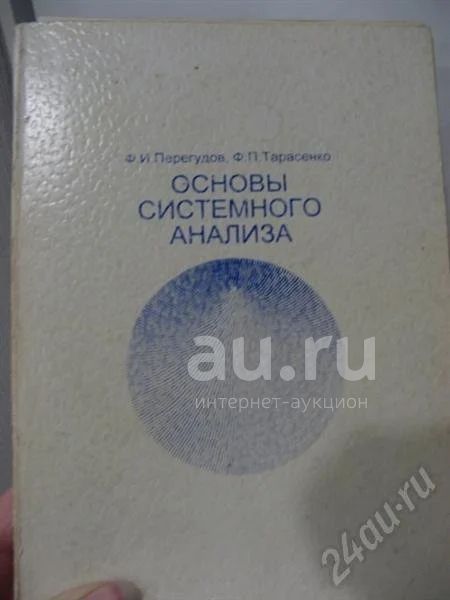 Ф.И.Перегудов, Ф.П.Тарасенко
ОСНОВЫ
СИСТЕМНОГО
АНАЛИЗА
au.ru
интернет-аукцион
24au.ru